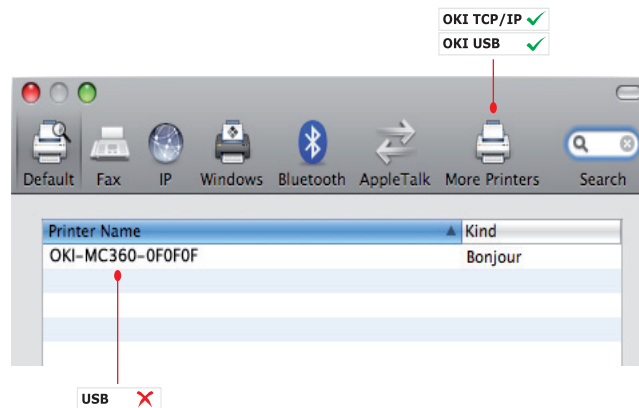 OKI TCP/IP
OKI USB
Default Fax IP Windows Bluetooth AppleTalk More Printers Search
Printer Name Kind
OKI-MC360-0F0F0F Bonjour
USB